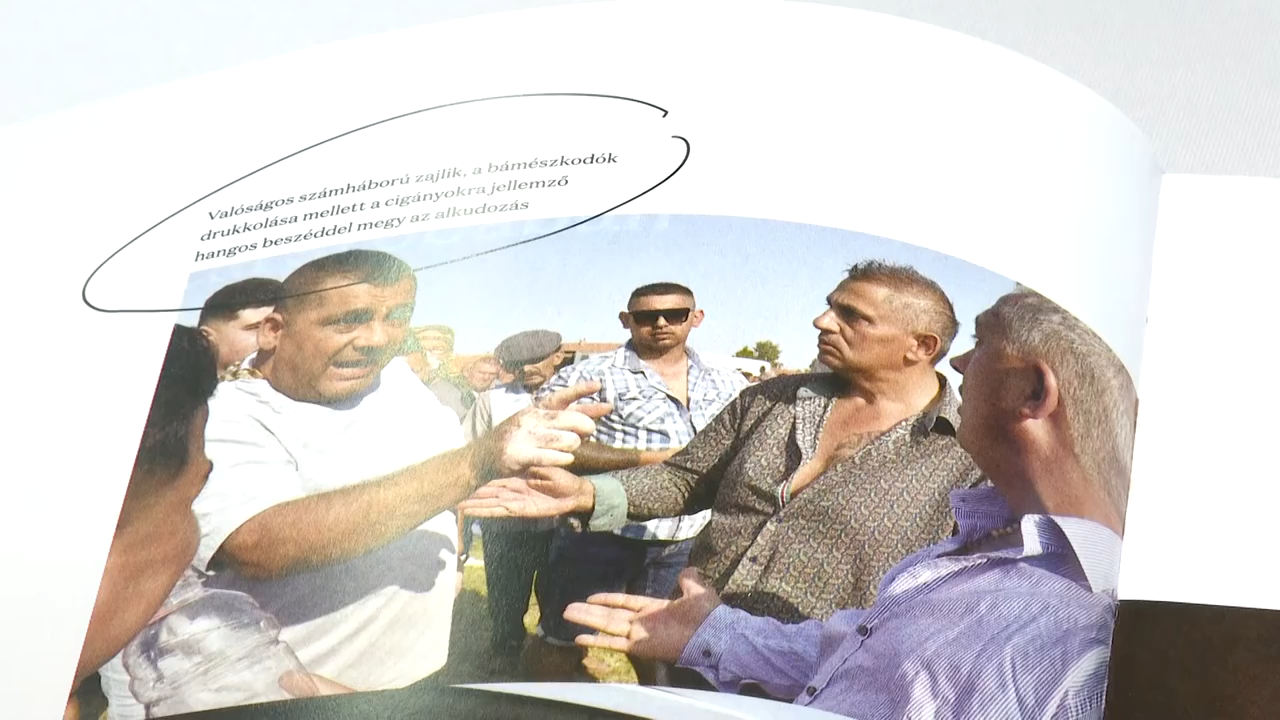 Valóságos számháború zajlik, a bámészkodók
drukkolása mellett a cigányokra jellemző
hangos beszéddel megy az alkudozás